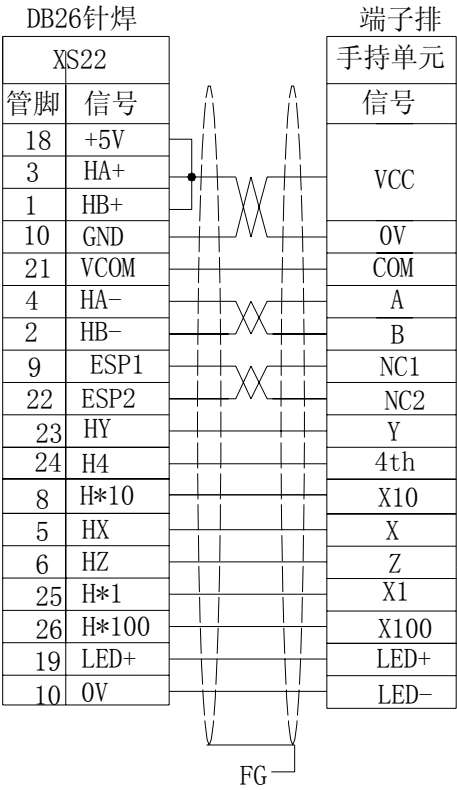 DB26针焊 端子排
XS22 手持单元
管脚 信号 信号
18 +5V
3 HA+ VCC
1 HB+
10 GND 0V
21 VCOM COM
4 HA- A
2 HB- B
9 ESP1 NC1
22 ESP2 NC2
23 HY Y
24 H4 4th
8 H*10 X10
5 HX X
6 HZ Z
25 H*1 X1
26 H*100 X100
19 LED+ LED+
10 0V LED-
FG